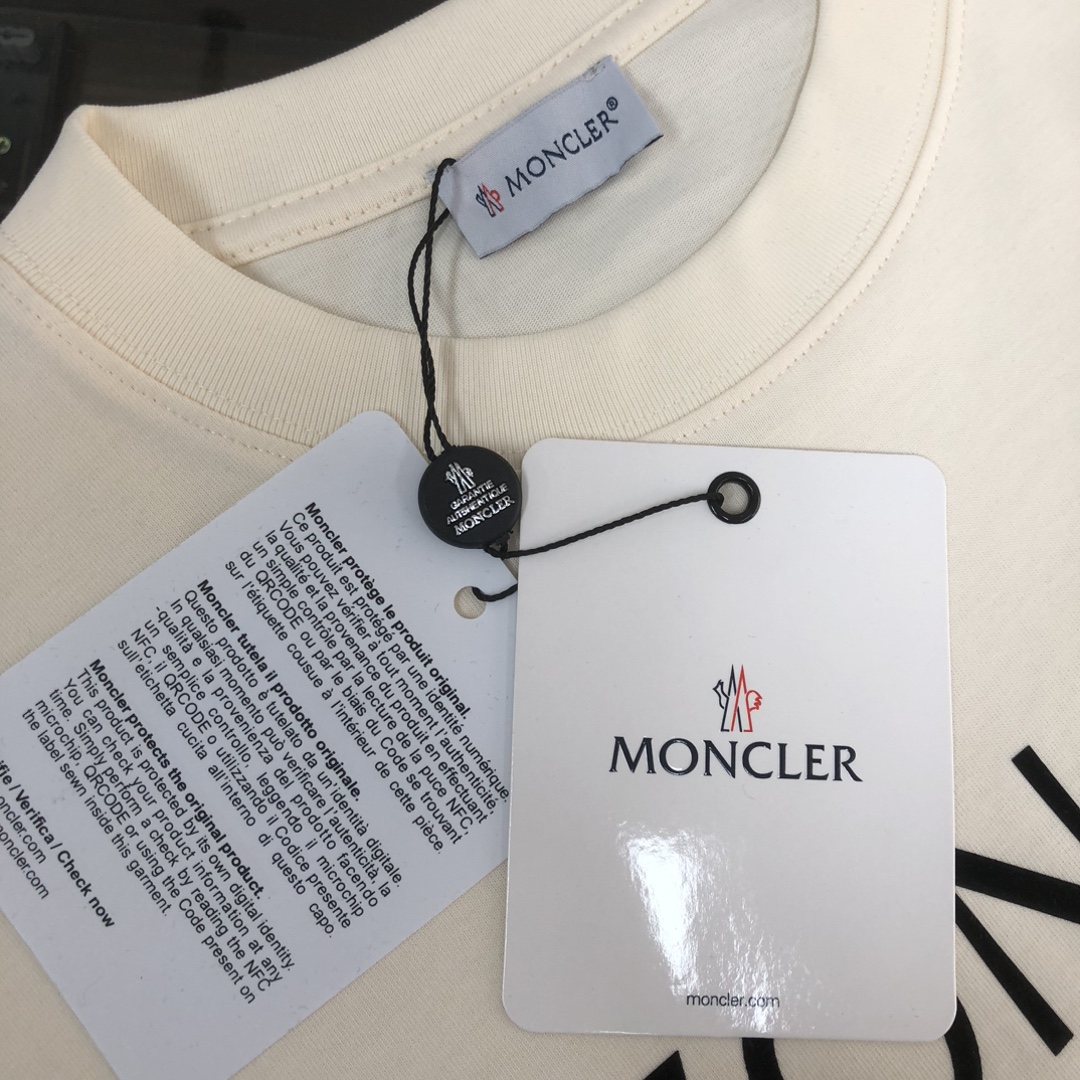 MONCLER®
GARANTIE
AUTSHENTIQUE
MONCLER
Moncler protège le produit original.
Ce produit est protégé par une identité numérique.
Vous pouvez vérifier à tout moment l'authenticité,
la qualité et la provenance du produit en effectuant
un simple contrôle par la lecture de la puce NFC,
du QRCODE ou par le biais du Code se trouvant
sur l'étiquette cousue à l'intérieur de cette pièce.
Moncler tutela il prodotto originale.
Questo prodotto è tutelato da un'identità digitale.
In qualsiasi momento può verificare l'autenticità, la
-qualità e la provenienza del prodotto facendo
un semplice controllo, leggendo il microchip
NFC, il QRCODE o utilizzando il Codice presente
sull'etichetta cucita all'interno di questo capo.
Moncler protects the original product.
This product is protected by its own digital identity.
You can check your product information at any
time. Simply perform a check by reading the NFC
microchip, QRCODE or using the Code present on
the label sewn inside this garment.
/ Verifica / Check now
moncler.com
MONCLER
moncler.com